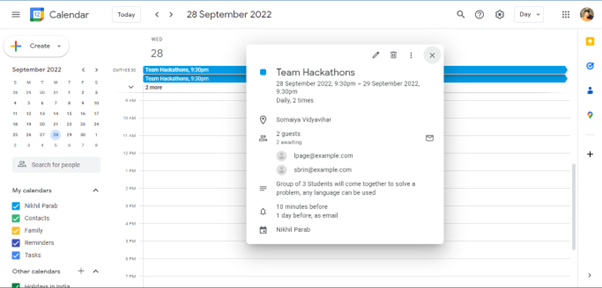 Calendar
Today
28 September 2022
Day
Create
WED
28
September 2022
S M T W T F S
28 29 30 31 1 2 3
4 5 6 7 8 9 10
11 12 13 14 15 16 17
18 19 20 21 22 23 24
25 26 27 28 29 30 1
2 3 4 5 6 7 8
Search for people
My calendars
Nikhil Parab
Contacts
Family
Reminders
Tasks
Other calendars
Holidays in India
GMT+05:30
Team Hackathons, 9:30pm
Team Hackathons, 9:30pm
2 more
9 AM
10 AM
11 AM
12 PM
1 PM
2 PM
3 PM
4 PM
5 PM
6 PM
7 PM
Team Hackathons
28 September 2022, 9:30pm – 29 September 2022,
9:30pm
Daily, 2 times
Somaiya Vidyavihar
2 guests
2 awaiting
lpage@example.com
sbrin@example.com
Group of 3 Students will come together to solve a
problem, any language can be used
10 minutes before
1 day before, as email
Nikhil Parab